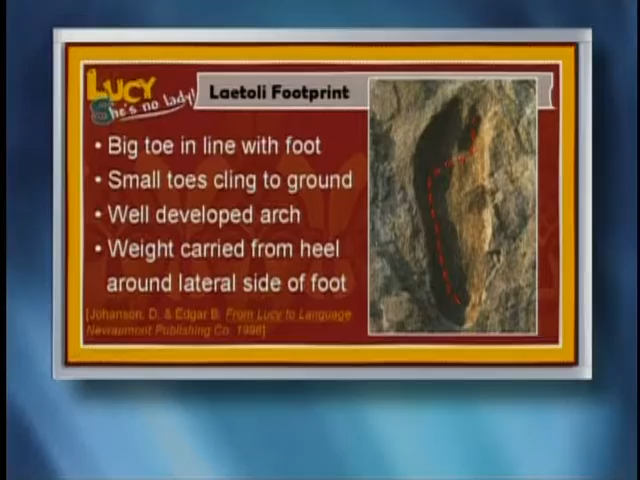 LUCY
She's no lady!
Laetoli Footprint
• Big toe in line with foot
• Small toes cling to ground
• Well developed arch
• Weight carried from heel
around lateral side of foot
[Johanson, D. & Edgar B. From Lucy to Language
Nevraumont Publishing Co. 1996]